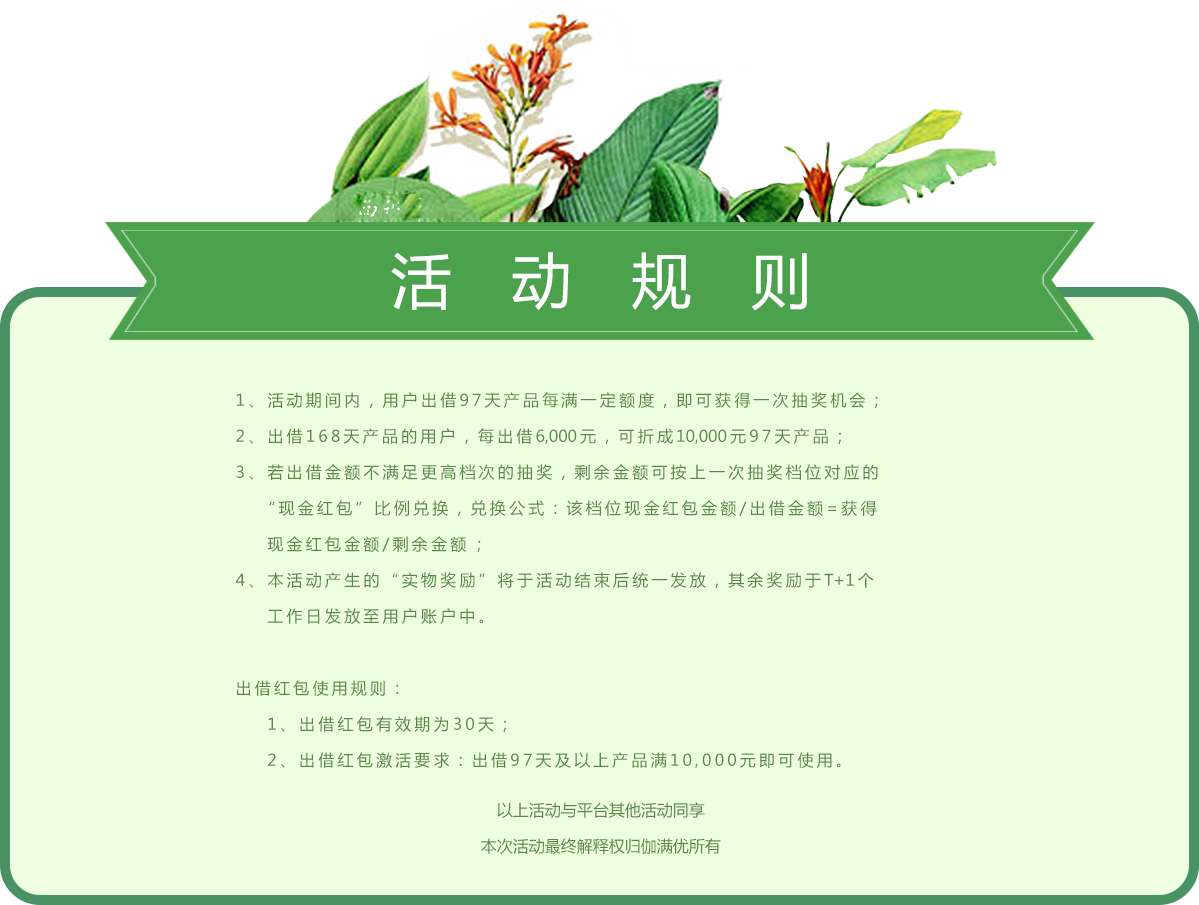 活动规则
1、活动期间内，用户出借97天产品每满一定额度，即可获得一次抽奖机会；
2、出借168天产品的用户，每出借6,000元，可折成10,000元97天产品；
3、若出借金额不满足更高档次的抽奖，剩余金额可按上一次抽奖档位对应的
“现金红包”比例兑换，兑换公式：该档位现金红包金额/出借金额=获得
现金红包金额/剩余金额；
4、本活动产生的“实物奖励”将于活动结束后统一发放，其余奖励于T+1个
工作日发放至用户账户中。
出借红包使用规则：
1、出借红包有效期为30天；
2、出借红包激活要求：出借97天及以上产品满10,000元即可使用。
以上活动与平台其他活动同享
本次活动最终解释权归伽满优所有